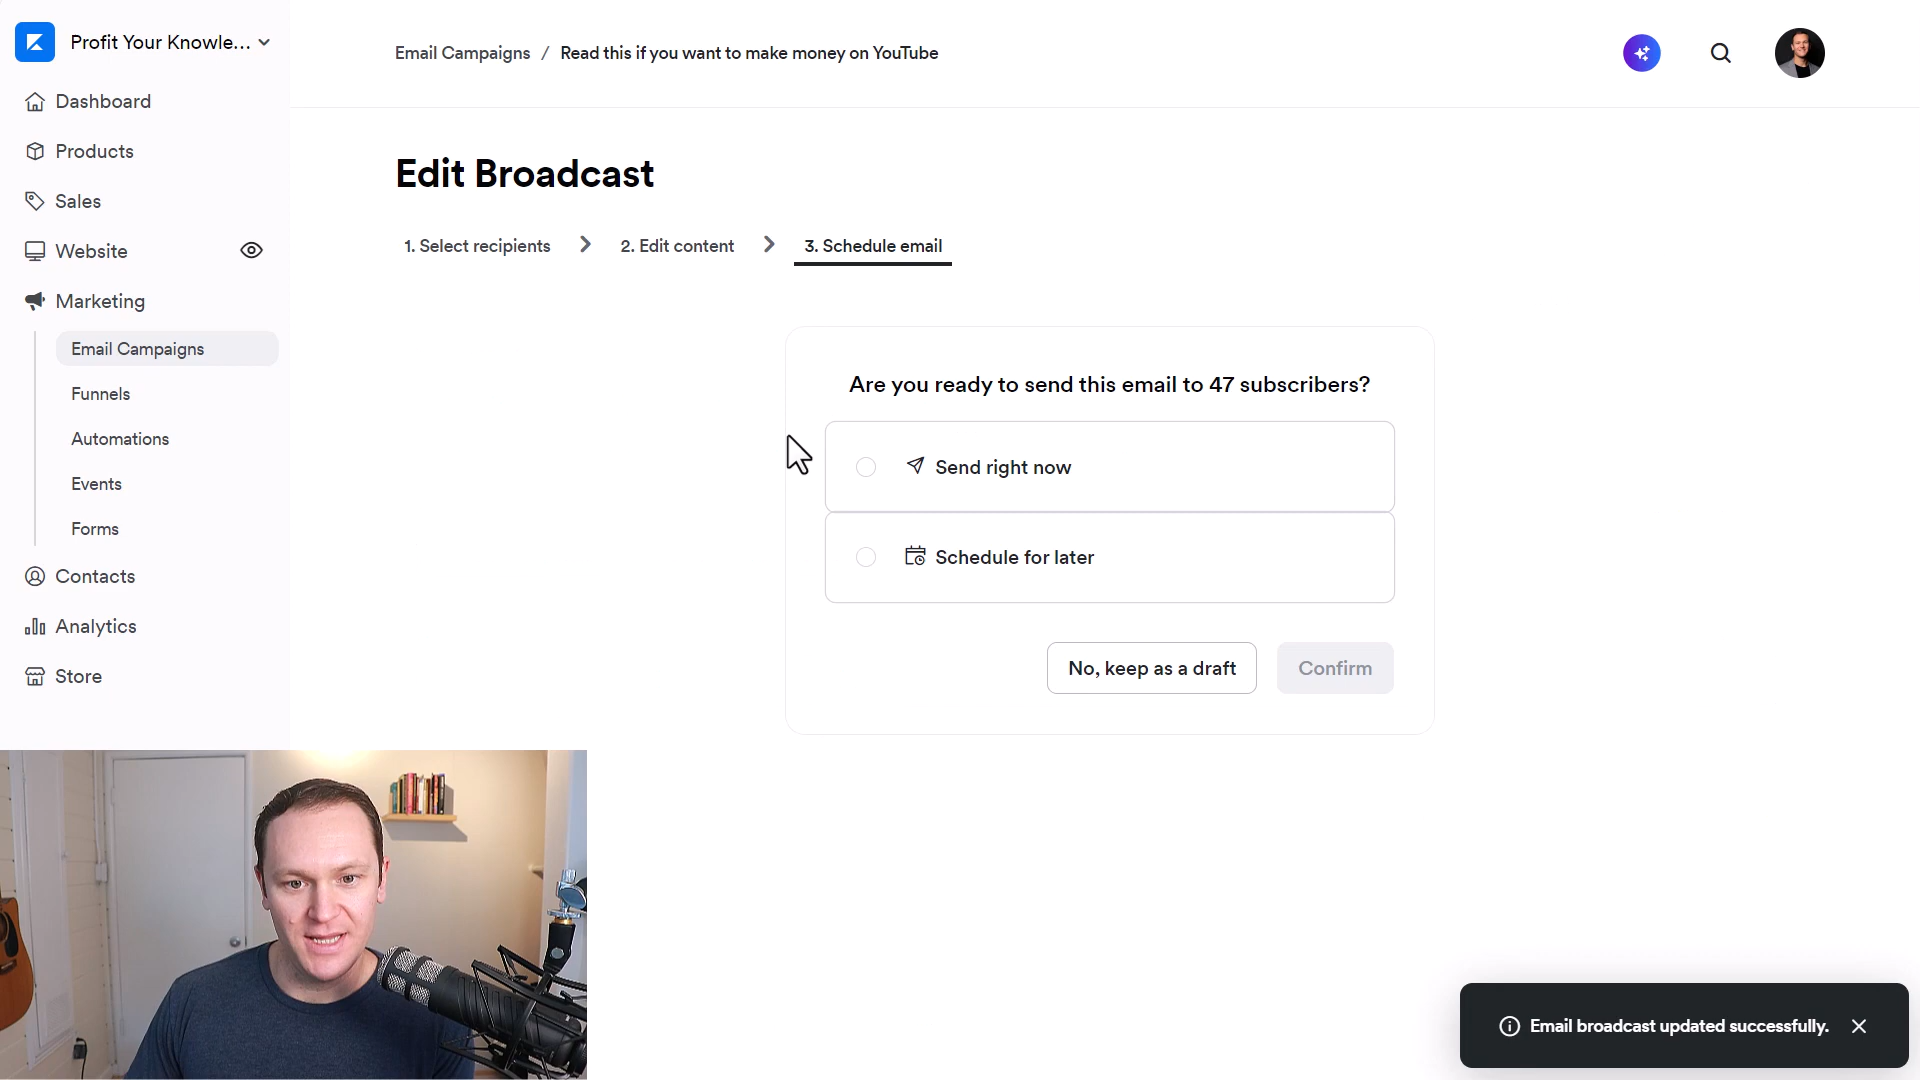 Profit Your Knowle...
Dashboard
Products
Sales
Website
Marketing
Email Campaigns
Funnels
Automations
Events
Forms
Contacts
Analytics
Store
Email Campaigns / Read this if you want to make money on YouTube
Edit Broadcast
1. Select recipients
2. Edit content
3. Schedule email
Are you ready to send this email to 47 subscribers?
Send right now
Schedule for later
No, keep as a draft
Confirm
Email broadcast updated successfully.